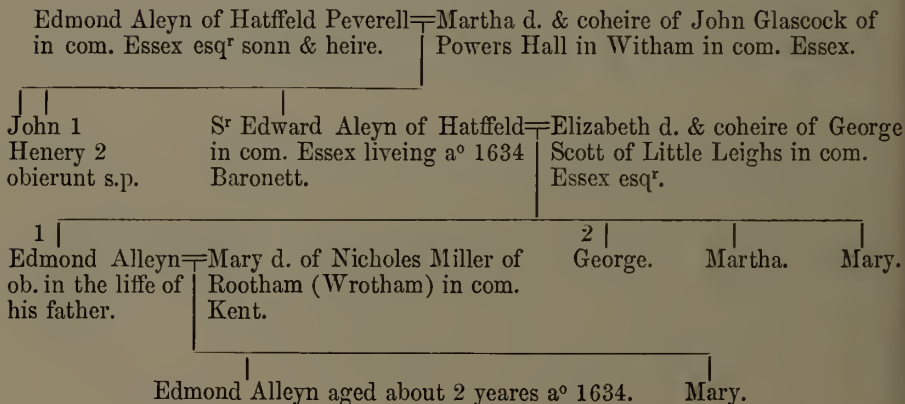 Edmond Aleyn of Hatffeld Peverell=Martha d. & coheire of John Glascock of
in com. Essex esqʳ sonn & heire. Powers Hall in Witham in com. Essex.
John 1
Henery 2
obierunt s.p.
Sʳ Edward Aleyn of Hatffeld=Elizabeth d. & coheire of George
in com. Essex liveing aº 1634 Scott of Little Leighs in com.
Baronett. Essex esqʳ.
1 2
Edmond Alleyn=Mary d. of Nicholes Miller of George. Martha. Mary.
ob. in the liffe of Rootham (Wrotham) in com.
his father. Kent.
Edmond Alleyn aged about 2 yeares aº 1634. Mary.